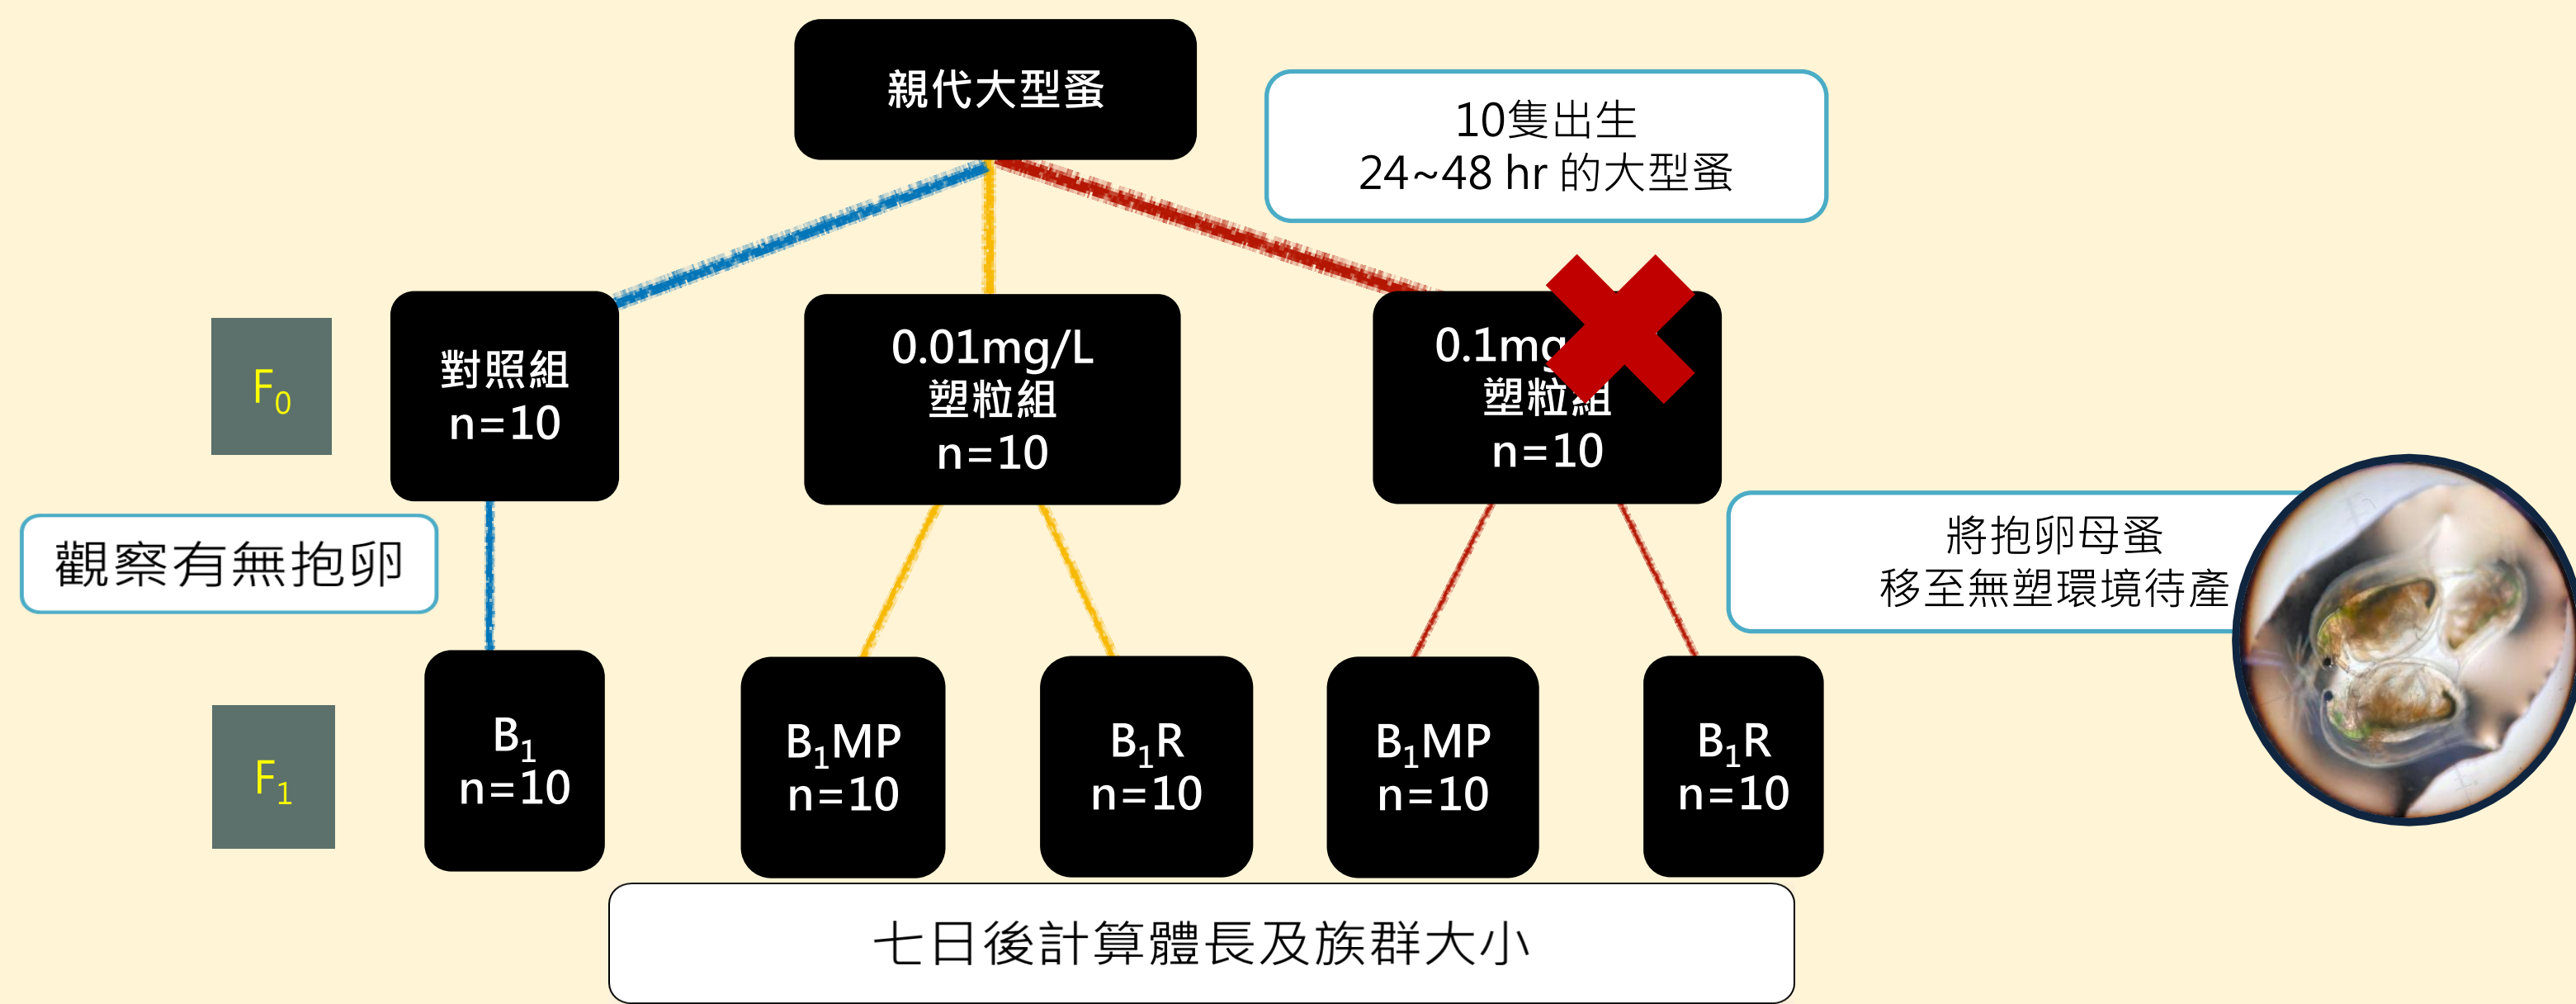 親代大型蚤
10隻出生
24~48 hr 的大型蚤
F₀
對照組
n=10
0.01mg/L
塑粒組
n=10
0.1mg
塑粒組
n=10
觀察有無抱卵
將抱卵母蚤
移至無塑環境待產
F₁
B₁
n=10
B₁MP
n=10
B₁R
n=10
B₁MP
n=10
B₁R
n=10
七日後計算體長及族群大小